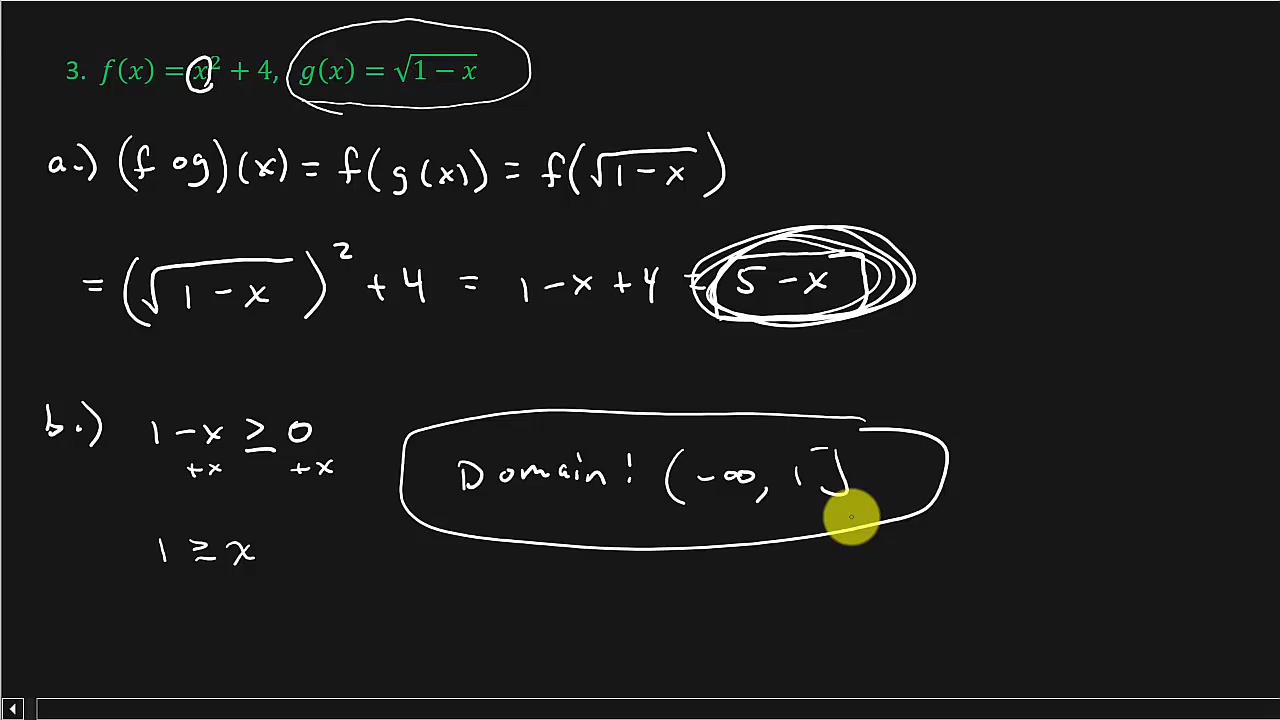 3. f(x) = x² + 4, g(x) = √(1 − x)
a.) (f o g)(x) = f(g(x)) = f(√(1 − x))
= (√(1 − x))² + 4 = 1 − x + 4 = 5 − x
b.) 1 − x ≥ 0
+x +x
Domain: (−∞, 1]
1 ≥ x